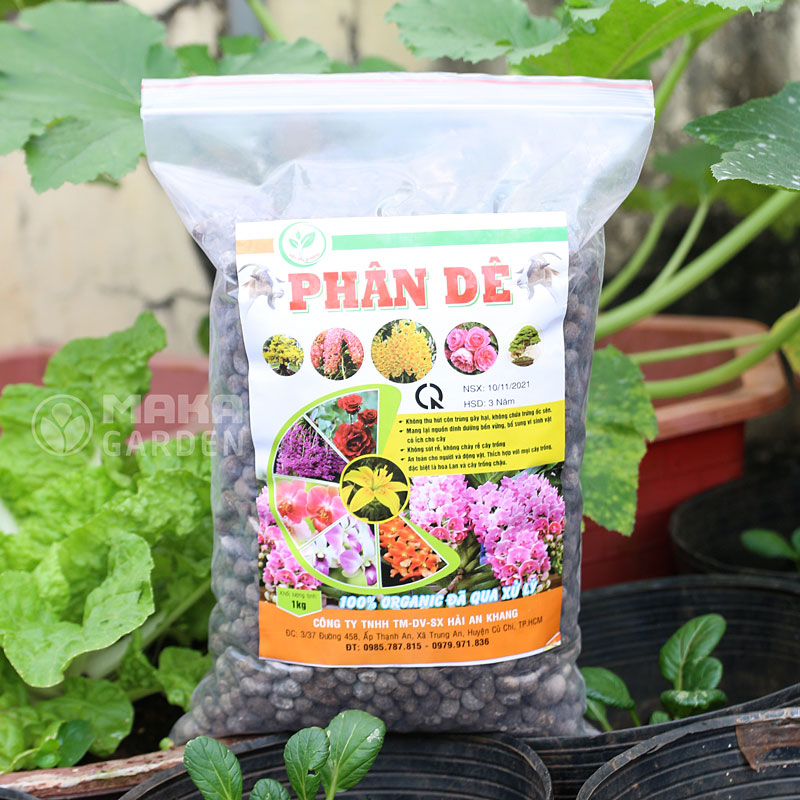 PHÂN DÊ
NSX: 10/11/2021
HSD: 3 Năm
Không thu hút côn trùng gây hại, không chứa trứng ốc sên.
Mang lại nguồn dinh dưỡng bền vững, bổ sung vi sinh vật
có ích cho cây
Không sót rễ, không cháy rễ cây trồng
An toàn cho người và động vật. Thích hợp với mọi cây trồng,
đặc biệt là hoa Lan và cây trồng chậu.
MAKA
GARDEN
Khối lượng tịnh:
1kg
100% ORGANIC ĐÃ QUA XỬ LÝ
CÔNG TY TNHH TM-DV-SX HẢI AN KHANG
ĐC: 3/37 Đường 458, Ấp Thạnh An, Xã Trung An, Huyện Củ Chi, TP.HCM
ĐT: 0985.787.815 - 0979.971.836